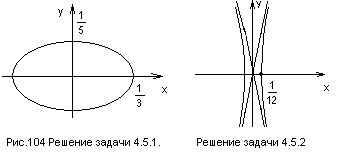 y
1
5
1
3
x
y
1
12
x
Рис.104 Решение задачи 4.5.1.
Решение задачи 4.5.2